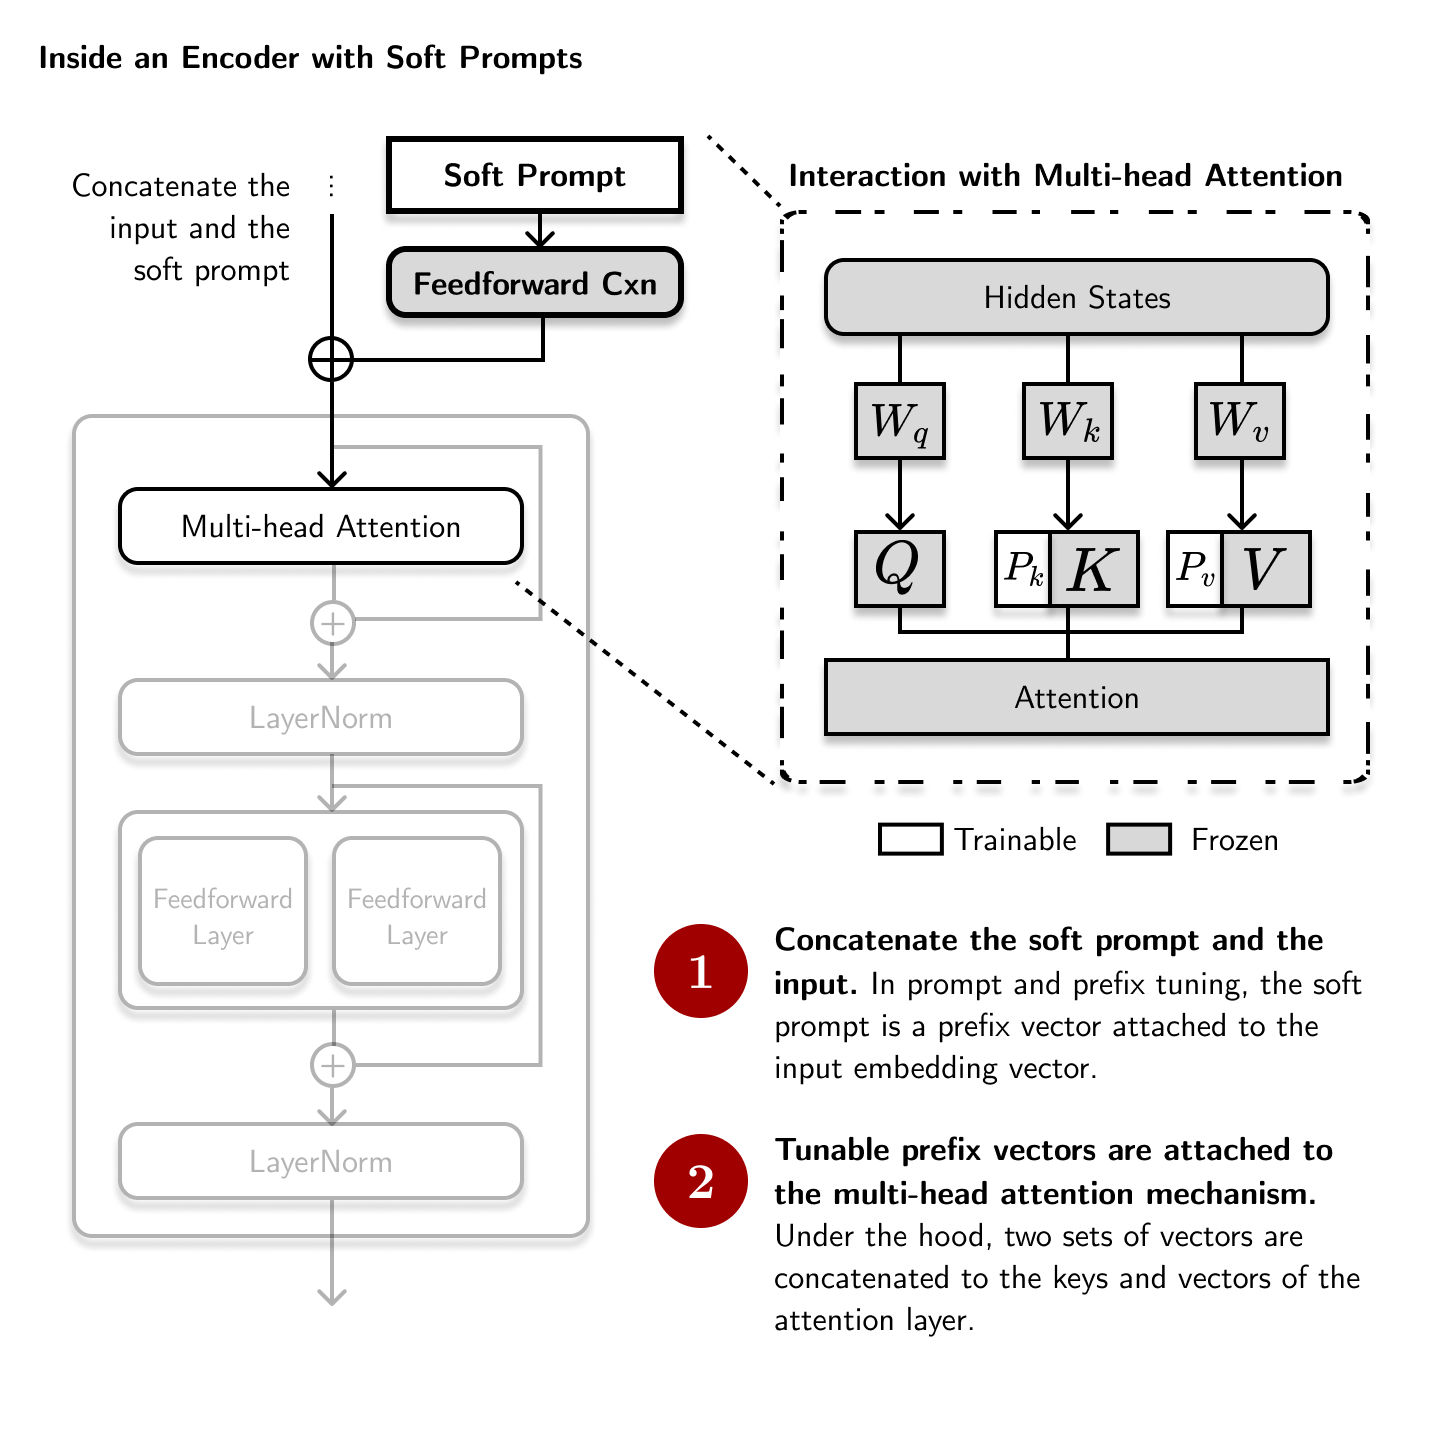 Inside an Encoder with Soft Prompts
Concatenate the
input and the
soft prompt
⋮
Soft Prompt
Feedforward Cxn
Multi-head Attention
+
LayerNorm
Feedforward
Layer
Feedforward
Layer
+
LayerNorm
Interaction with Multi-head Attention
Hidden States
W_q W_k W_v
Q P_k K P_v V
Attention
Trainable Frozen
1
Concatenate the soft prompt and the
input. In prompt and prefix tuning, the soft
prompt is a prefix vector attached to the
input embedding vector.
2
Tunable prefix vectors are attached to
the multi-head attention mechanism.
Under the hood, two sets of vectors are
concatenated to the keys and vectors of the
attention layer.